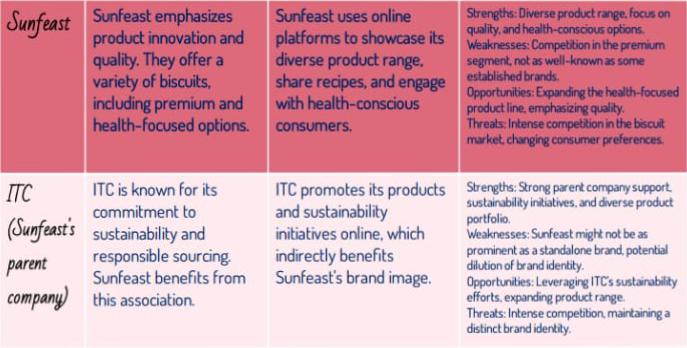 Sunfeast
Sunfeast emphasizes
product innovation and
quality. They offer a
variety of biscuits,
including premium and
health-focused options.
Sunfeast uses online
platforms to showcase its
diverse product range,
share recipes, and engage
with health-conscious
consumers.
Strengths: Diverse product range, focus on
quality, and health-conscious options.
Weaknesses: Competition in the premium
segment, not as well-known as some
established brands.
Opportunities: Expanding the health-focused
product line, emphasizing quality.
Threats: Intense competition in the biscuit
market, changing consumer preferences.
ITC
(Sunfeast's
parent
company)
ITC is known for its
commitment to
sustainability and
responsible sourcing.
Sunfeast benefits from
this association.
ITC promotes its products
and sustainability
initiatives online, which
indirectly benefits
Sunfeast's brand image.
Strengths: Strong parent company support,
sustainability initiatives, and diverse product
portfolio.
Weaknesses: Sunfeast might not be as
prominent as a standalone brand, potential
dilution of brand identity.
Opportunities: Leveraging ITC's sustainability
efforts, expanding product range.
Threats: Intense competition, maintaining a
distinct brand identity.